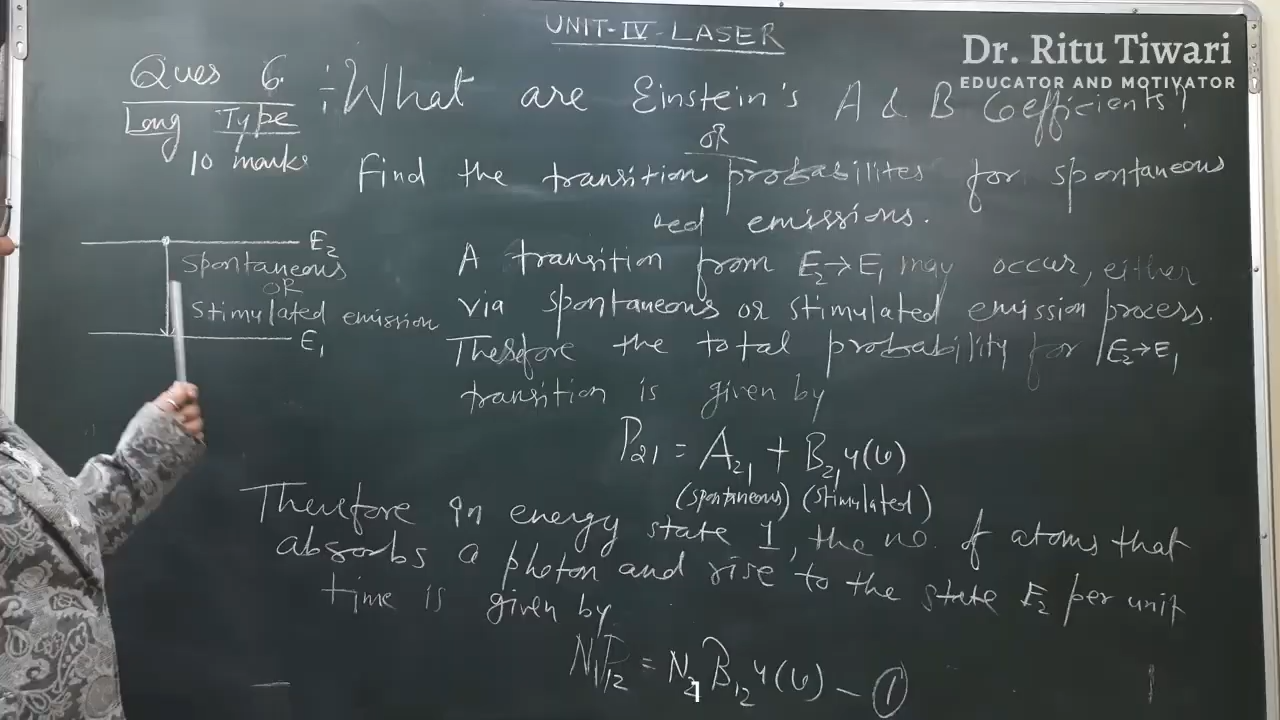 UNIT-IV-LASER
Dr. Ritu Tiwari
EDUCATOR AND MOTIVATOR
Ques 6. :- What are Einstein's A & B Coefficients?
Long Type
OR
10 marks
Find the transition probabilites for spontaneous
emissions.
E2
Spontaneous
OR
Stimulated emission
E1
A transition from E2→E1 may occur, either
via spontaneous or stimulated emission process.
Therefore the total probability for E2→E1
transition is given by
P21 = A21 + B21 u(ν)
(spontaneous) (stimulated)
Therefore in energy state 1, the no. of atoms that
absorbs a photon and rise to the state E2 per unit
time is given by
N1P12 = N1 B12 u(ν) – ①